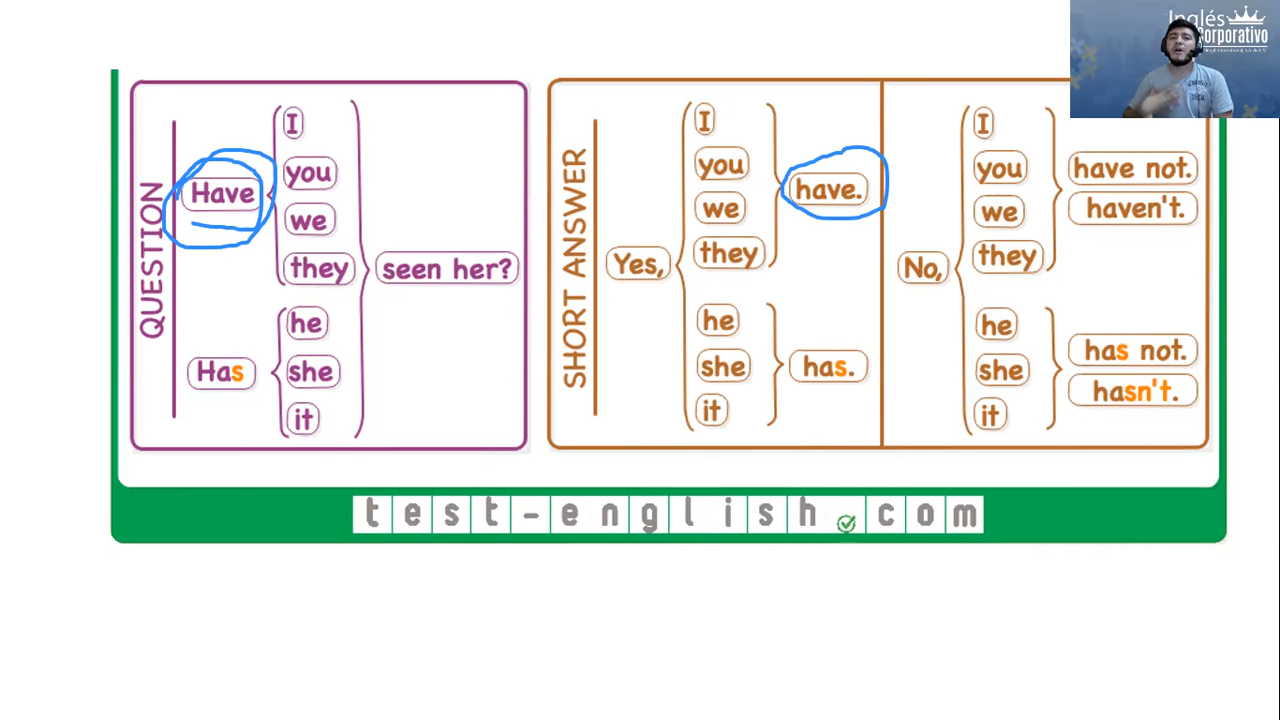 Inglés
Corporativo
QUESTION
Have
I
you
we
they
Has
he
she
it
seen her?
SHORT ANSWER
Yes,
I
you
we
they
have.
he
she
it
has.
No,
I
you
we
they
have not.
haven't.
he
she
it
has not.
hasn't.
test-english.com